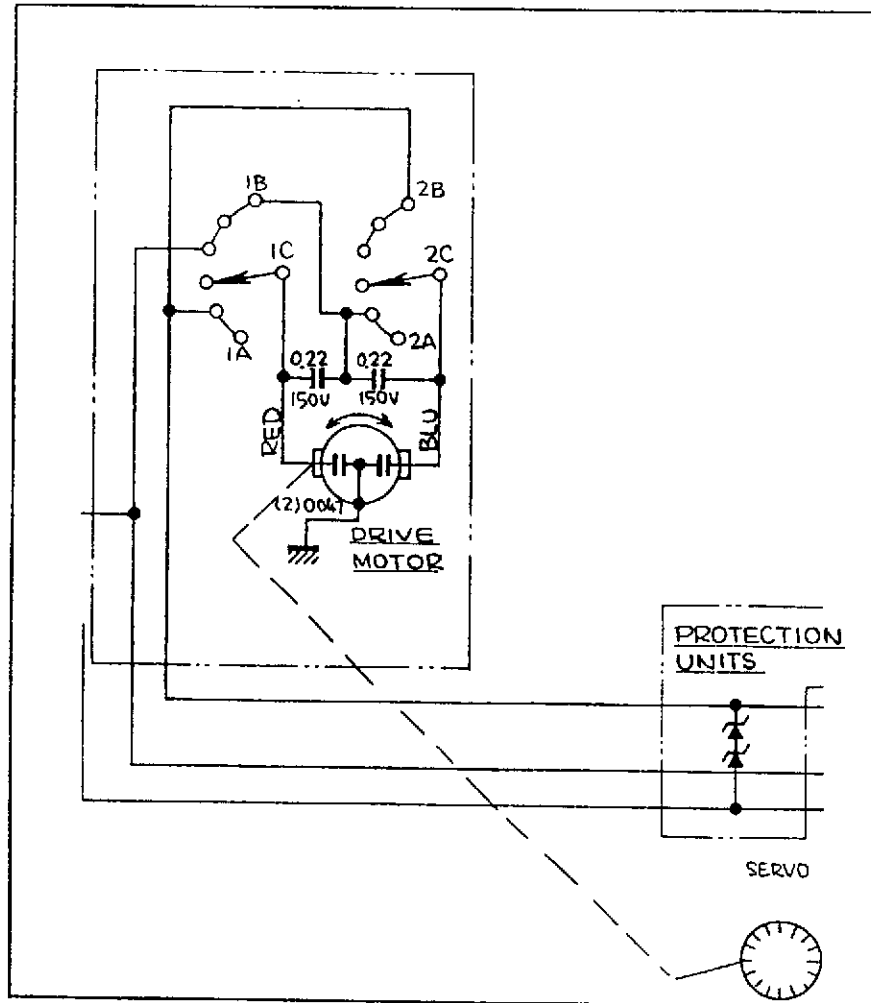 1B
2B
1C
2C
1A
2A
0.22
0.22
150V
150V
RED
BLU
(2)0047
DRIVE
MOTOR
PROTECTION
UNITS
SERVO